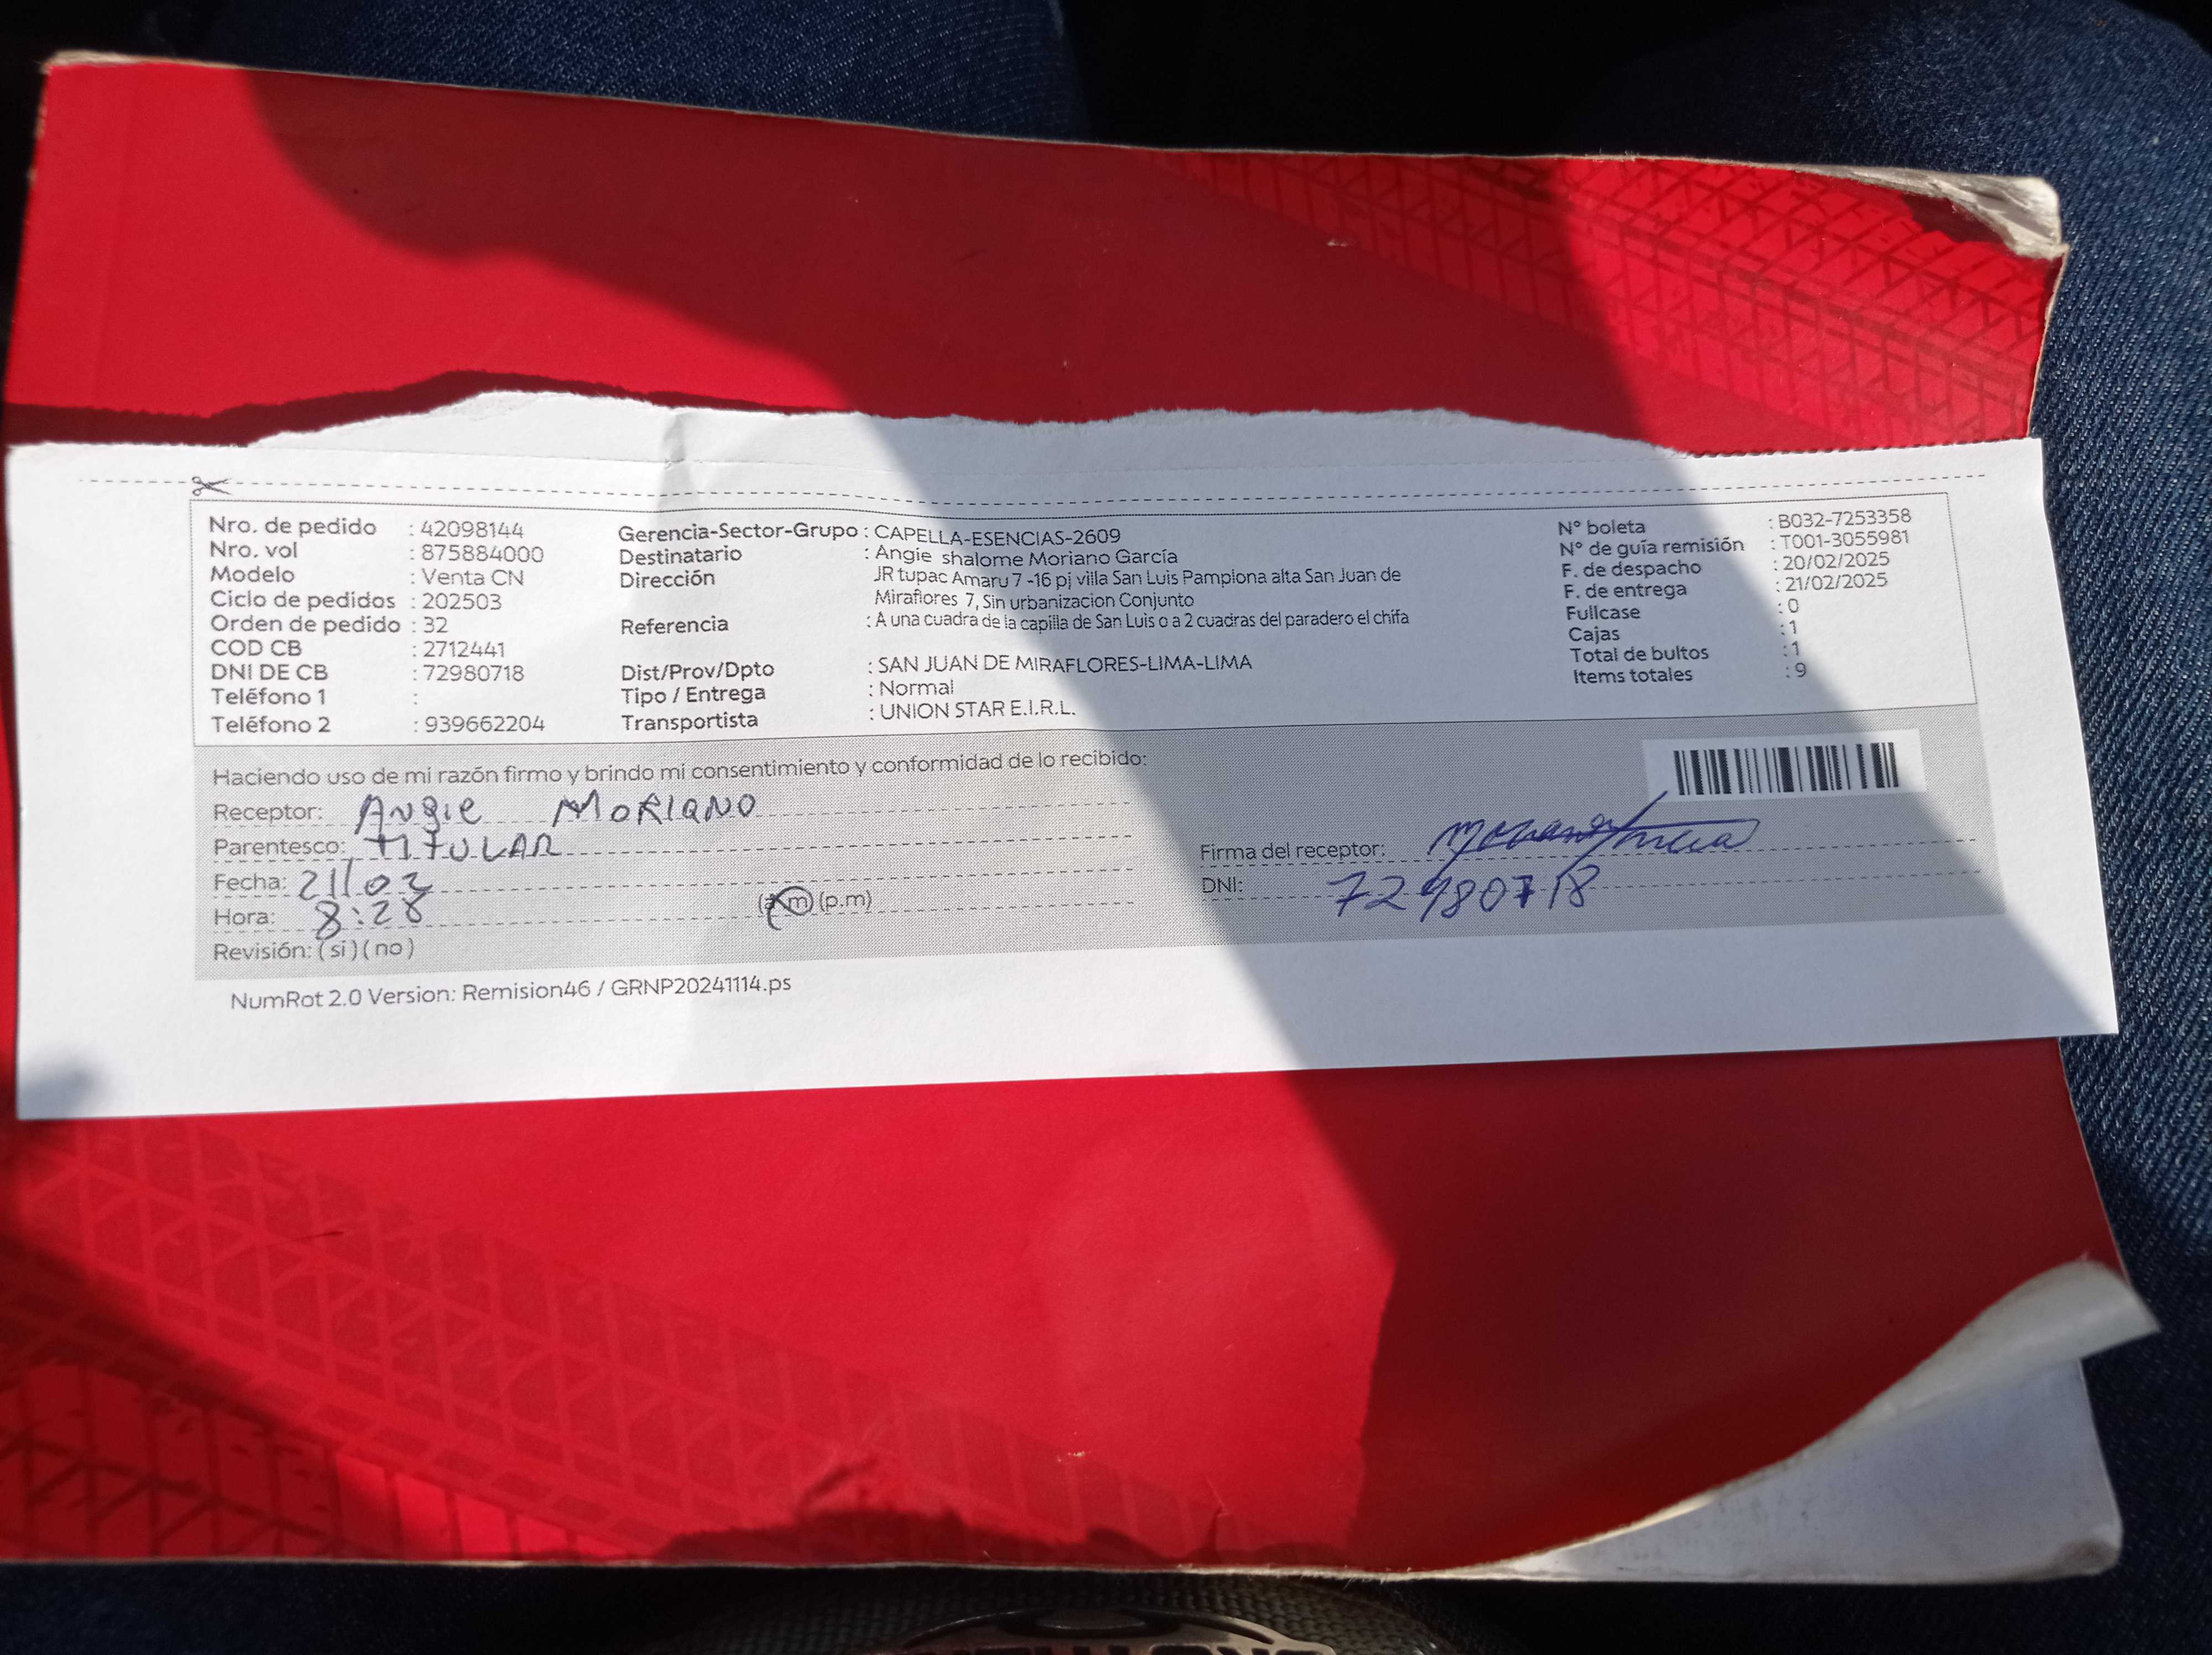 Nro. de pedido : 42098144
Nro. vol : 875884000
Modelo : Venta CN
Ciclo de pedidos : 202503
Orden de pedido : 32
COD CB : 2712441
DNI DE CB : 72980718
Teléfono 1 :
Teléfono 2 : 939662204
Gerencia-Sector-Grupo : CAPELLA-ESENCIAS-2609
Destinatario : Angie shalome Moriano García
Dirección JR tupac Amaru 7 -16 pj villa San Luis Pamplona alta San Juan de
Miraflores 7, Sin urbanizacion Conjunto
Referencia : A una cuadra de la capilla de San Luis o a 2 cuadras del paradero el chifa
Dist/Prov/Dpto : SAN JUAN DE MIRAFLORES-LIMA-LIMA
Tipo / Entrega : Normal
Transportista : UNION STAR E.I.R.L.
N° boleta : B032-7253358
N° de guía remisión : T001-3055981
F. de despacho : 20/02/2025
F. de entrega : 21/02/2025
Fullcase : 0
Cajas : 1
Total de bultos : 1
Items totales : 9
Haciendo uso de mi razón firmo y brindo mi consentimiento y conformidad de lo recibido:
Receptor: Angie Moriano
Parentesco: TITULAR
Fecha: 21/02
Hora: 8:28 (a.m) (p.m)
Revisión: (si) (no)
Firma del receptor:
DNI: 72980718
NumRot 2.0 Version: Remision46 / GRNP20241114.ps